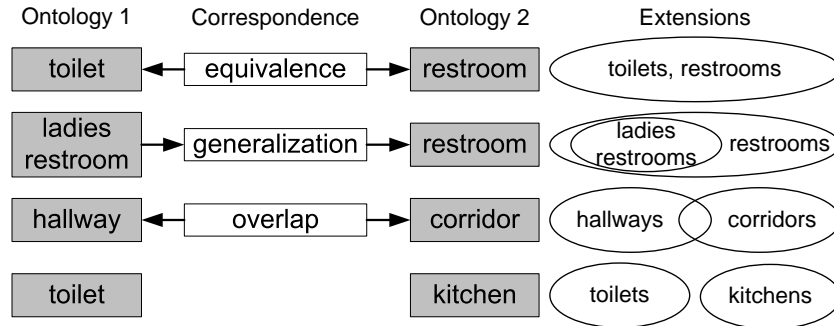 Ontology 1 Correspondence Ontology 2 Extensions
toilet equivalence restroom toilets, restrooms
ladies
restroom generalization restroom ladies
restrooms restrooms
hallway overlap corridor hallways corridors
toilet kitchen toilets kitchens